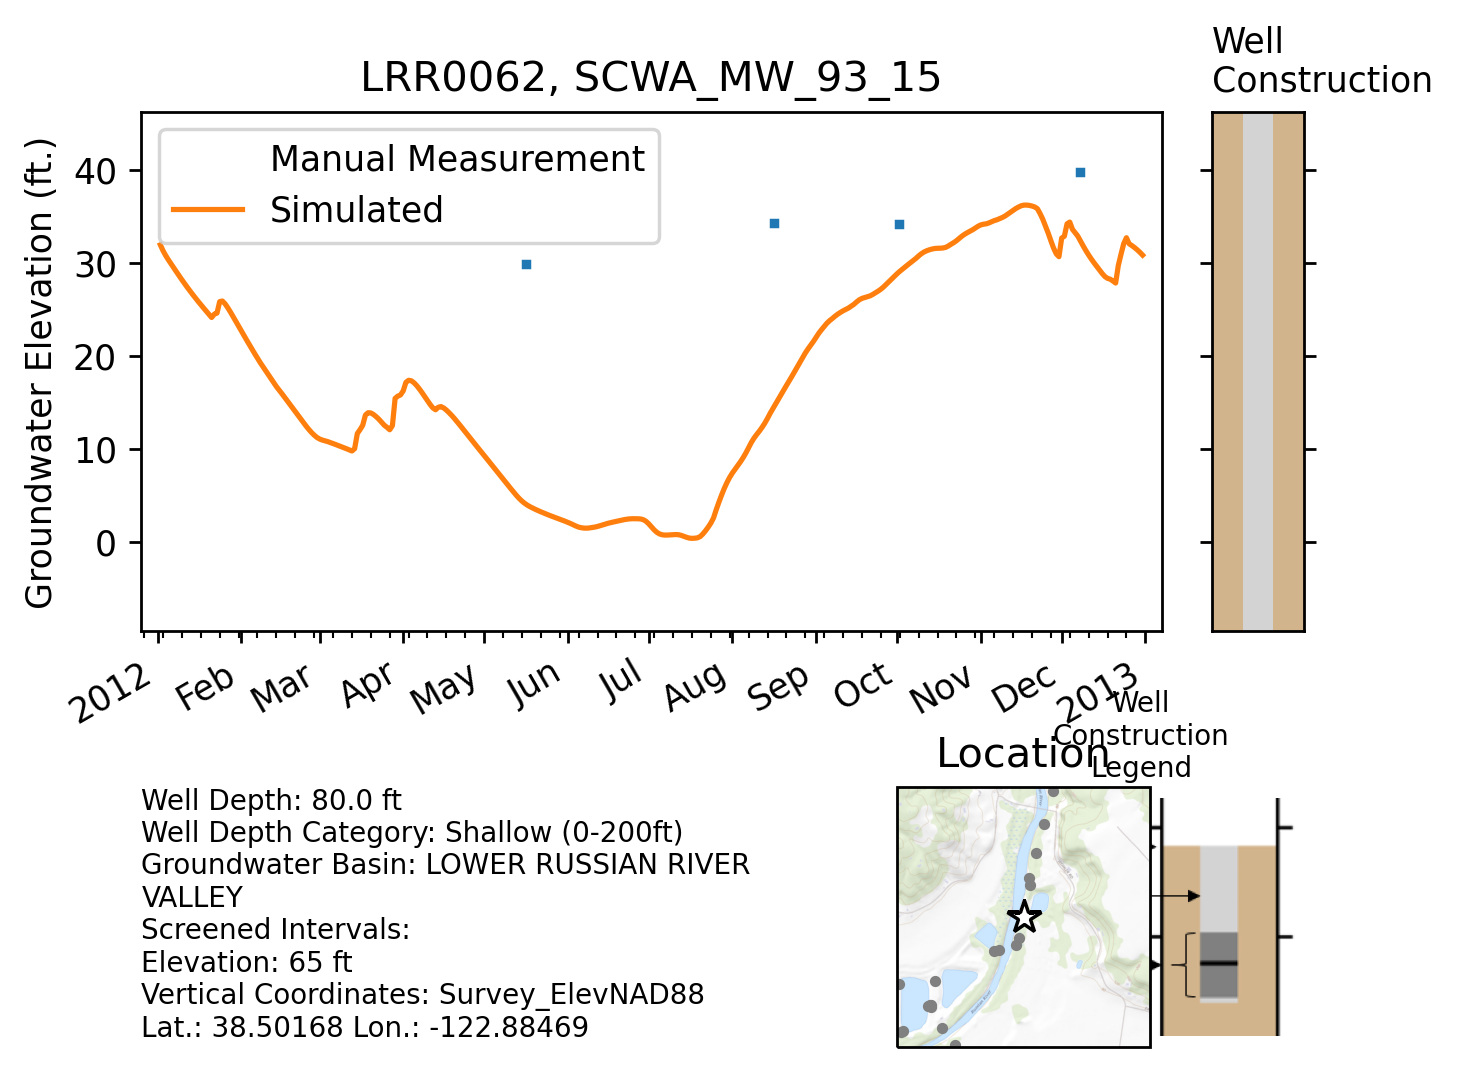 Well
Construction
LRR0062, SCWA_MW_93_15
Manual Measurement
Simulated
Groundwater Elevation (ft.)
40
30
20
10
0
2012
Feb
Mar
Apr
May
Jun
Jul
Aug
Sep
Oct
Nov
Dec
2013
Well
Construction
Legend
Location
Well Depth: 80.0 ft
Well Depth Category: Shallow (0-200ft)
Groundwater Basin: LOWER RUSSIAN RIVER
VALLEY
Screened Intervals:
Elevation: 65 ft
Vertical Coordinates: Survey_ElevNAD88
Lat.: 38.50168 Lon.: -122.88469